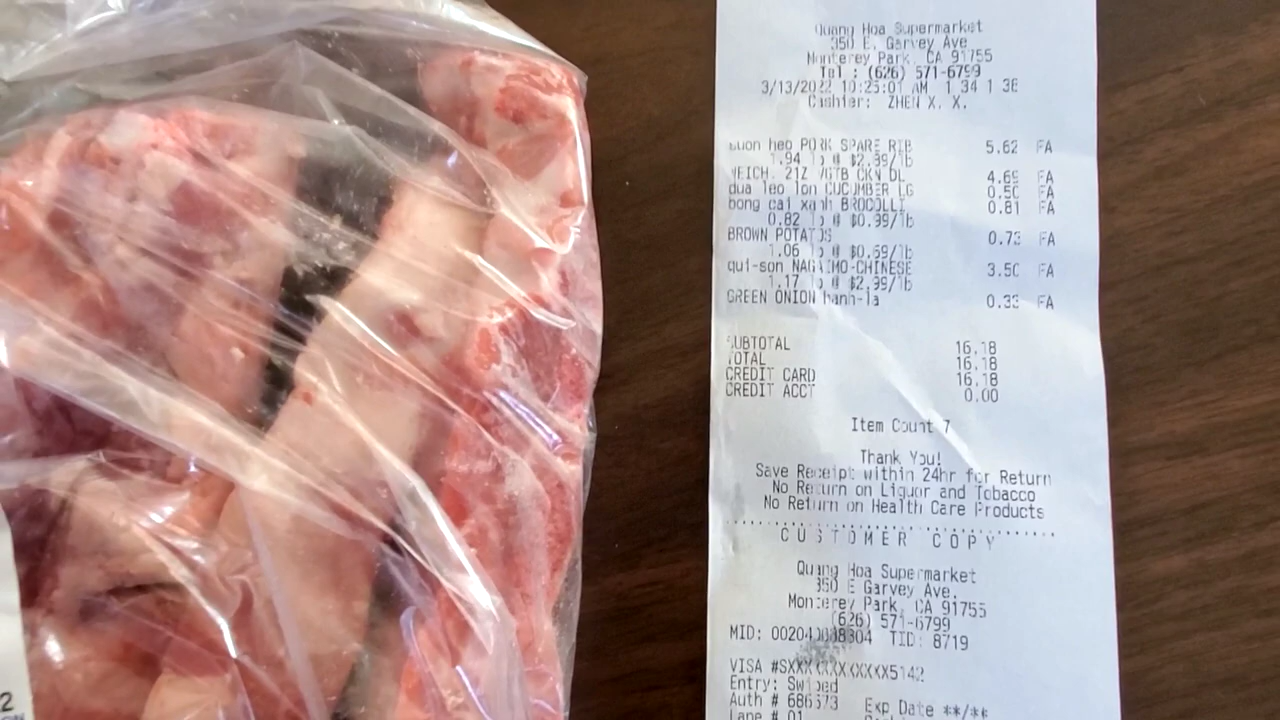 Quang Hoa Supermarket
350 E. Garvey Ave
Monterey Park, CA 91755
Tel : (626) 571-6799
3/13/2022 10:25:01 AM 1 34 1 38
Cashier: ZHEN X. X.
suon heo PORK SPARE RIB 5.62 FA
1.94 lb @ $2.89/lb
WEICH. 21Z VGTB CKN DL 4.69 FA
dua leo lon CUCUMBER LG 0.50 FA
bong cai xanh BROCOLLI 0.81 FA
0.82 lb @ $0.99/lb
BROWN POTATOS 0.73 FA
1.06 lb @ $0.69/lb
qui-son NAGAIMO-CHINESE 3.50 FA
1.17 lb @ $2.99/lb
GREEN ONION hanh-la 0.33 FA
SUBTOTAL 16.18
TOTAL 16.18
CREDIT CARD 16.18
CREDIT ACCT 0.00
Item Count 7
Thank You!
Save Receipt within 24hr for Return
No Return on Liquor and Tobacco
No Return on Health Care Products
CUSTOMER COPY
Quang Hoa Supermarket
350 E Garvey Ave.
Monterey Park, CA 91755
(626) 571-6799
MID: TID: 8719
VISA #SXXXXXXXXXXXX5142
Entry: Swiped
Auth # Exp Date **/**
Lane # 01
2